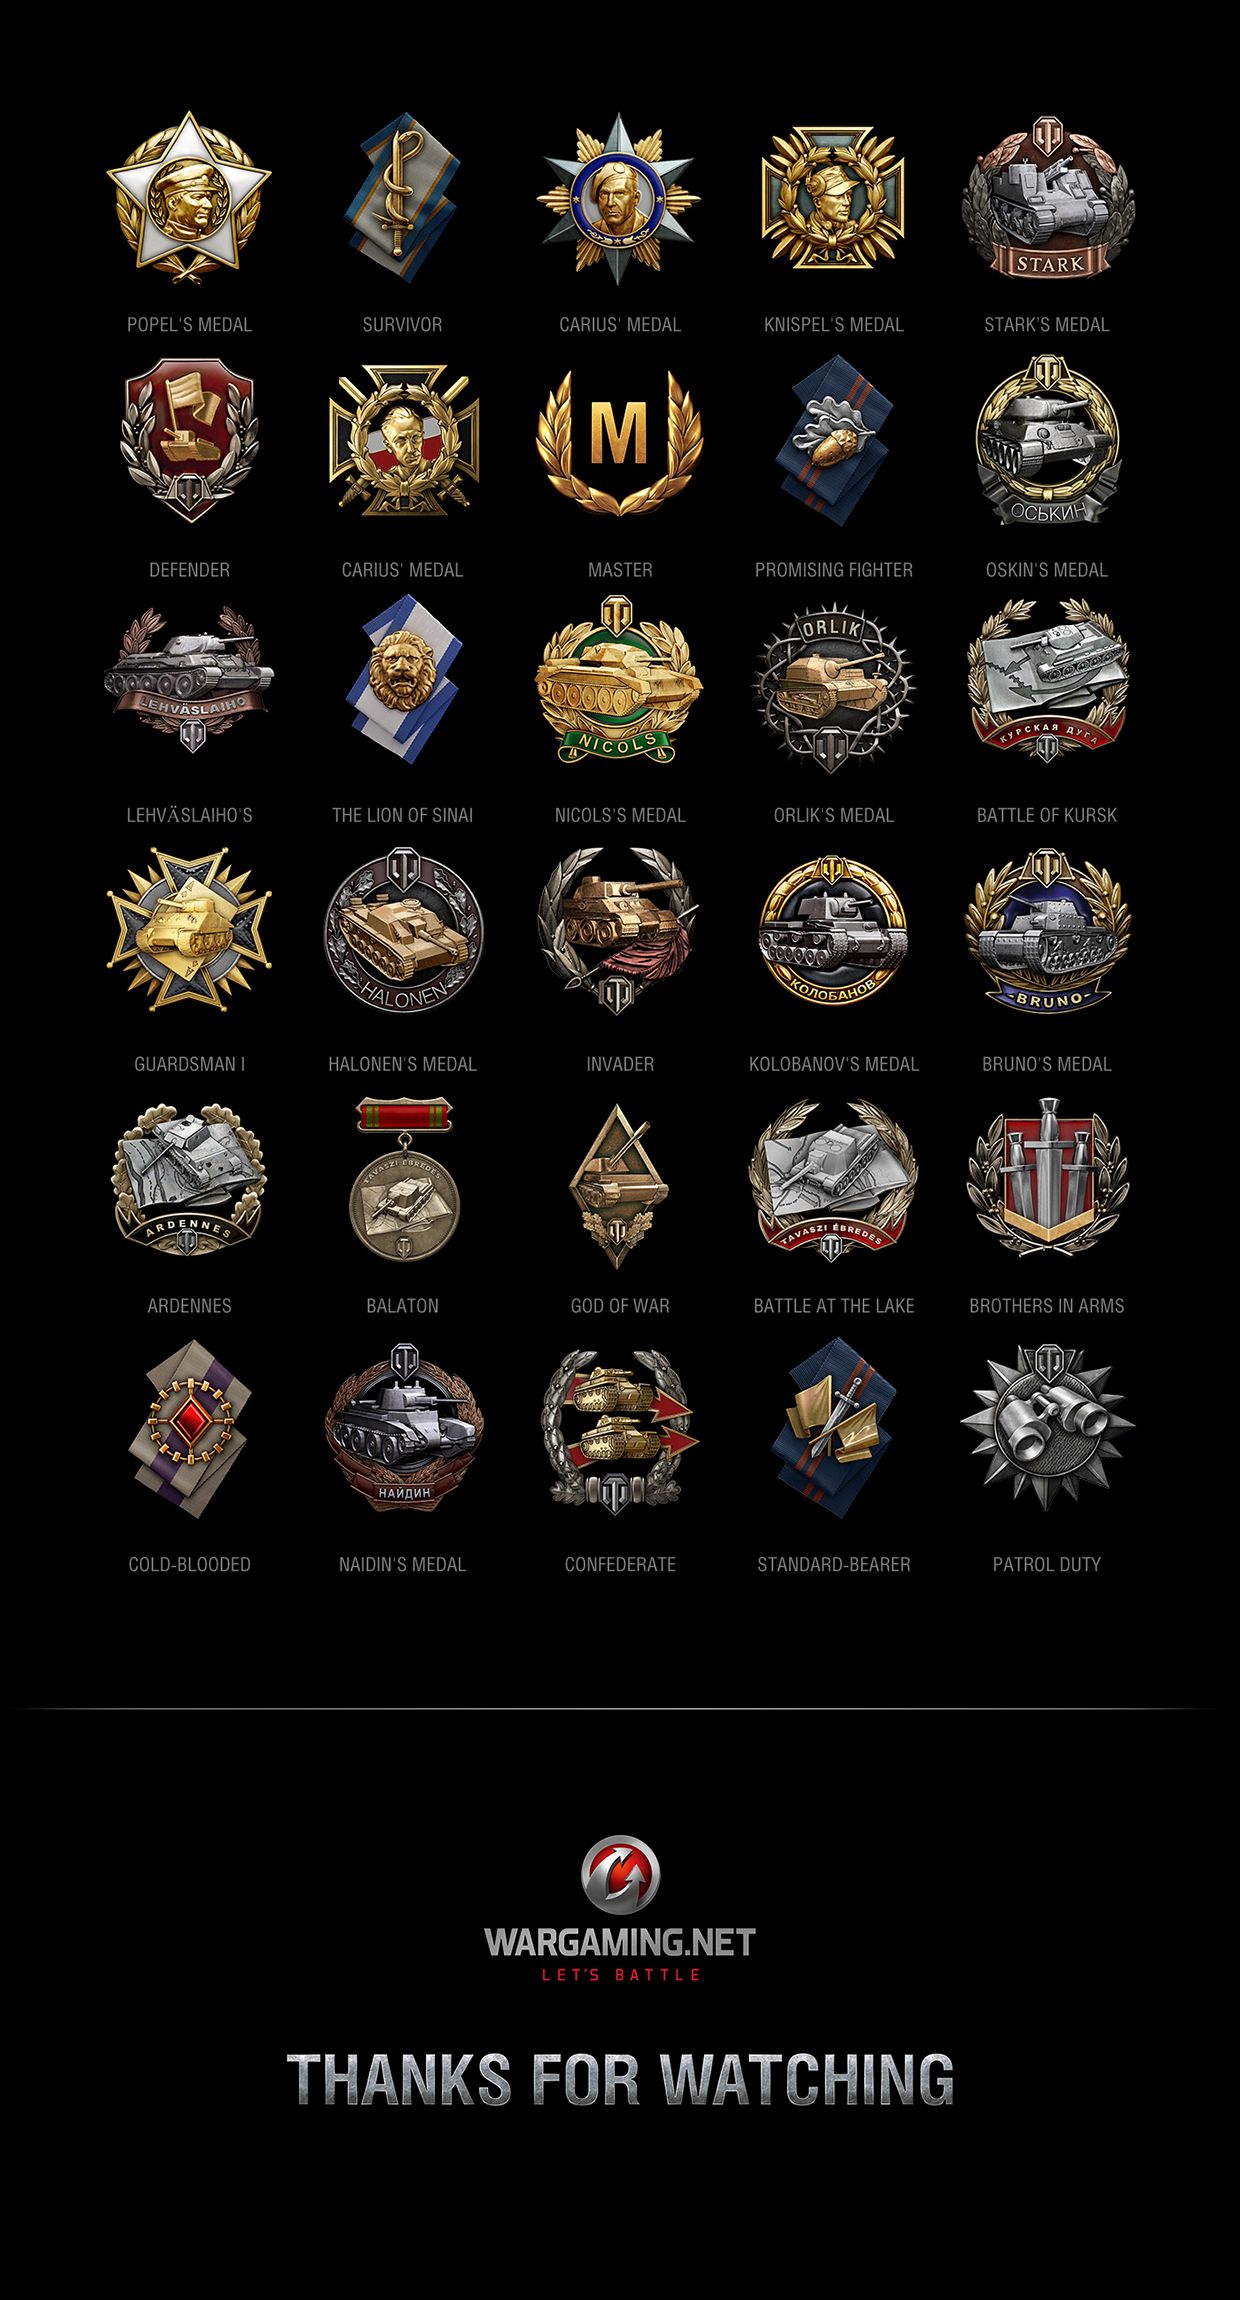 STARK
POPEL'S MEDAL
SURVIVOR
CARIUS' MEDAL
KNISPEL'S MEDAL
STARK'S MEDAL
M
ОСЬКИН
DEFENDER
CARIUS' MEDAL
MASTER
PROMISING FIGHTER
OSKIN'S MEDAL
LEHVÄSLAIHO
NICOLS
ORLIK
КУРСКАЯ ДУГА
LEHVÄSLAIHO'S
THE LION OF SINAI
NICOLS'S MEDAL
ORLIK'S MEDAL
BATTLE OF KURSK
A
A
HALONEN
КОЛОБАНОВ
-BRUNO-
GUARDSMAN I
HALONEN'S MEDAL
INVADER
KOLOBANOV'S MEDAL
BRUNO'S MEDAL
ARDENNES
TAVASZI ÉBREDÉS
TAVASZI ÉBREDÉS
ARDENNES
BALATON
GOD OF WAR
BATTLE AT THE LAKE
BROTHERS IN ARMS
НАЙДИН
COLD-BLOODED
NAIDIN'S MEDAL
CONFEDERATE
STANDARD-BEARER
PATROL DUTY
WARGAMING.NET
LET'S BATTLE
THANKS FOR WATCHING